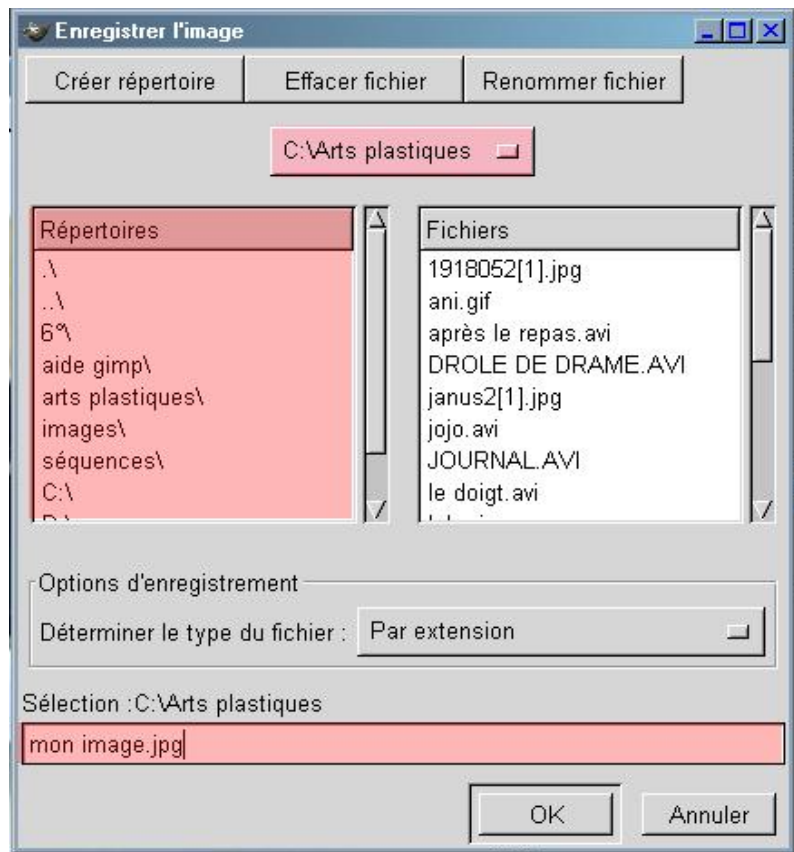 Enregistrer l'image
Créer répertoire Effacer fichier Renommer fichier
C:\Arts plastiques
Répertoires
.\
..\
6°\
aide gimp\
arts plastiques\
images\
séquences\
C:\
Fichiers
1918052[1].jpg
ani.gif
après le repas.avi
DROLE DE DRAME.AVI
janus2[1].jpg
jojo.avi
JOURNAL.AVI
le doigt.avi
Options d'enregistrement
Déterminer le type du fichier : Par extension
Sélection :C:\Arts plastiques
mon image.jpg
OK Annuler